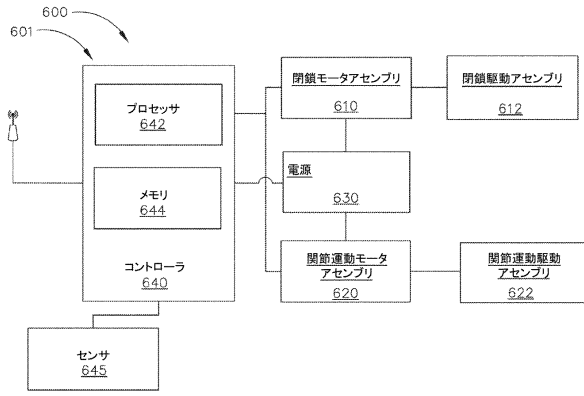 600
601
プロセッサ
642
メモリ
644
コントローラ
640
センサ
645
閉鎖モータアセンブリ
610
閉鎖駆動アセンブリ
612
電源
630
関節運動モータ
アセンブリ
620
関節運動駆動
アセンブリ
622